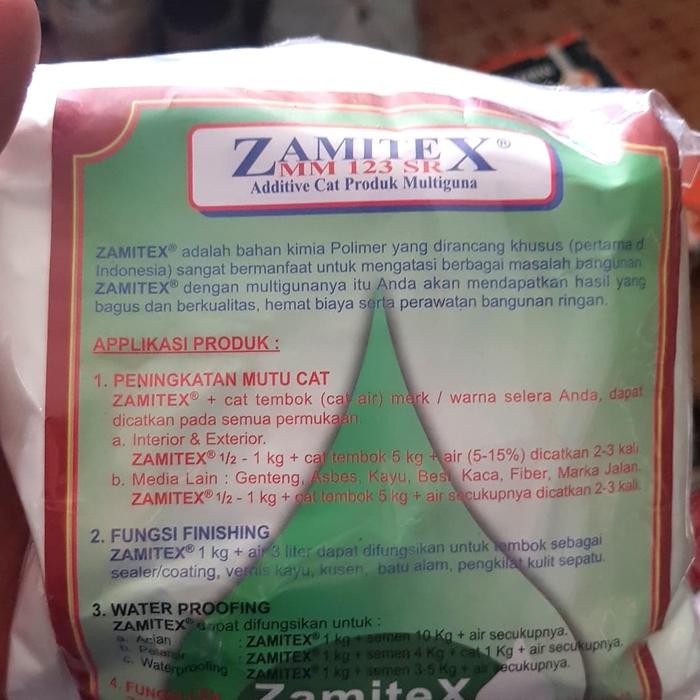 ZAMITEX®
MM 123 SR
Additive Cat Produk Multiguna
ZAMITEX® adalah bahan kimia Polimer yang dirancang khusus (pertama d
Indonesia) sangat bermanfaat untuk mengatasi berbagai masalah bangunan
ZAMITEX® dengan multigunanya itu Anda akan mendapatkan hasil yang
bagus dan berkualitas, hemat biaya serta perawatan bangunan ringan.
APPLIKASI PRODUK :
1. PENINGKATAN MUTU CAT
ZAMITEX® + cat tembok (cat air) merk / warna selera Anda, dapat
dicatkan pada semua permukaan.
a. Interior & Exterior.
ZAMITEX® 1/2 - 1 kg + cat tembok 5 kg + air (5-15%) dicatkan 2-3 kali
b. Media Lain : Genteng, Asbes, Kayu, Besi, Kaca, Fiber, Marka Jalan.
ZAMITEX® 1/2 - 1 kg + cat tembok 5 kg + air secukupnya dicatkan 2-3 kali.
2. FUNGSI FINISHING
ZAMITEX® 1 kg + air 3 liter dapat difungsikan untuk tembok sebagai
sealer/coating, vernis kayu, kusen, batu alam, pengkilat kulit sepatu.
3. WATER PROOFING
ZAMITEX® dapat difungsikan untuk :
a. Acian : ZAMITEX® 1 kg + semen 10 Kg + air secukupnya.
b. Pelamir : ZAMITEX® 1 kg + semen 4 Kg + cat 1 Kg + air secukupnya.
c. Waterproofing ZAMITEX® 1 kg + semen 3-5 Kg + air secukupnya.
4.
ZamiteX